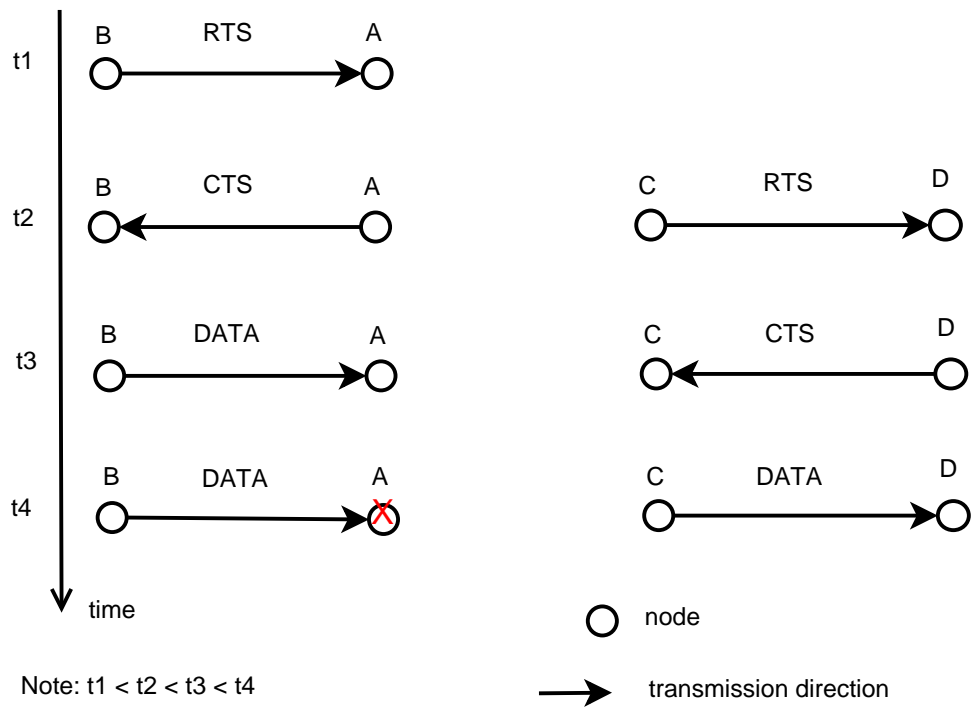 B RTS A
t1
B CTS A C RTS D
t2
B DATA A C CTS D
t3
B DATA A C DATA D
t4 X
time
node
Note: t1 < t2 < t3 < t4
transmission direction